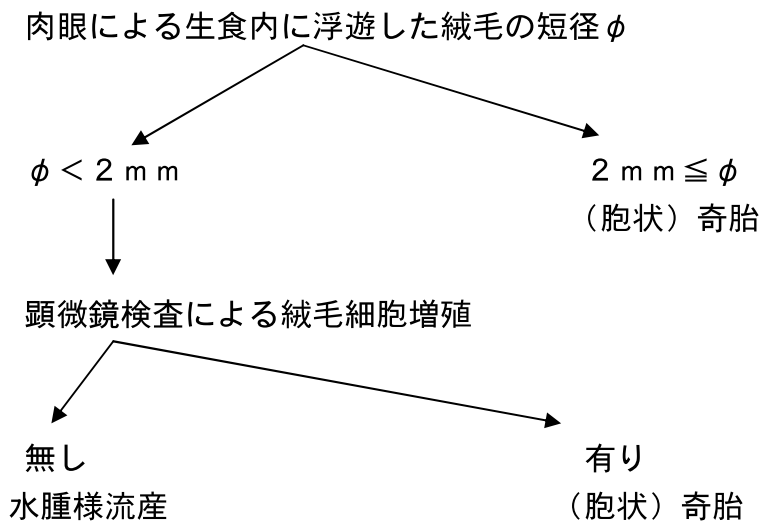 肉眼による生食内に浮遊した絨毛の短径φ
φ＜２ｍｍ
２ｍｍ≦φ
（胞状）奇胎
顕微鏡検査による絨毛細胞増殖
無し
水腫様流産
有り
（胞状）奇胎